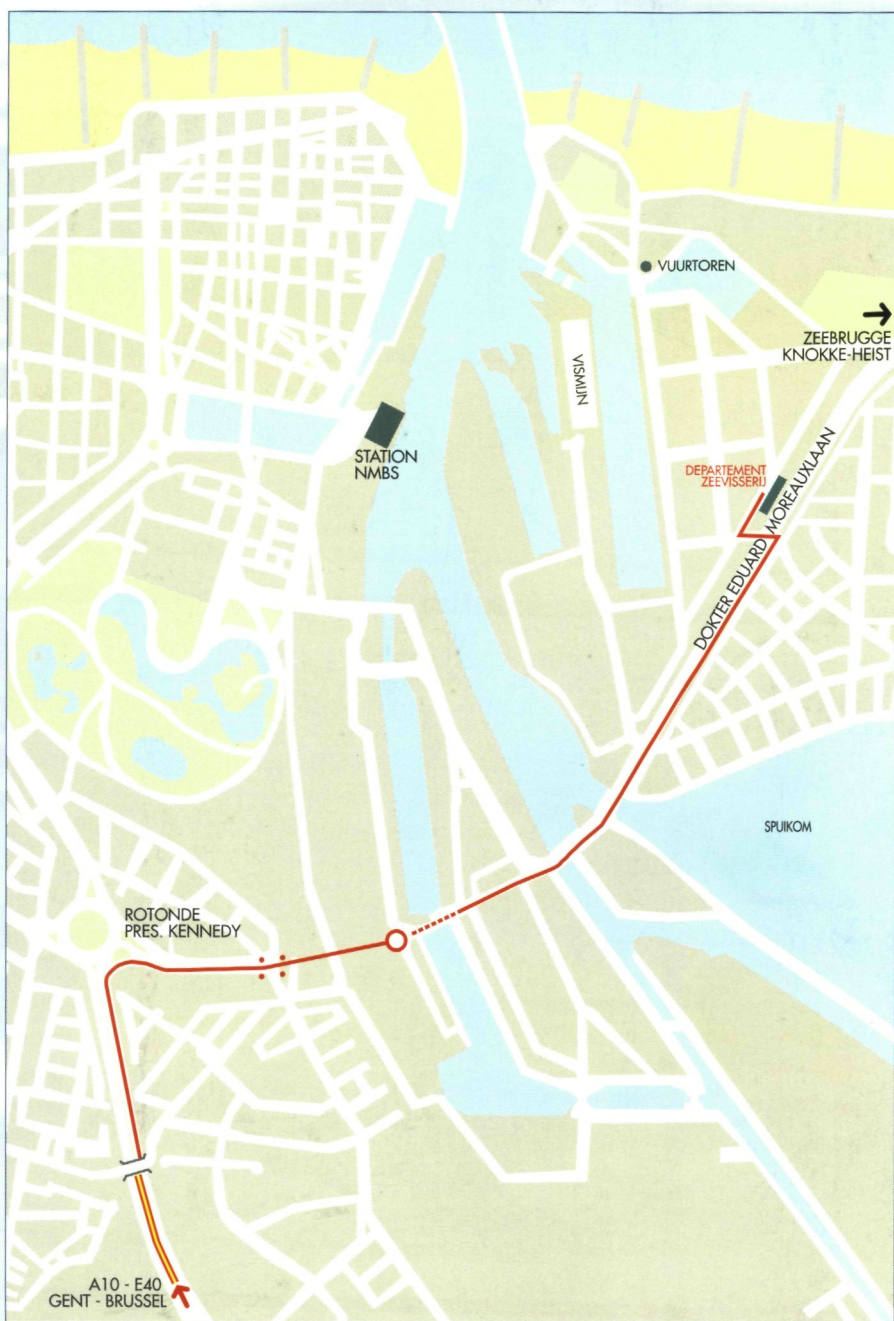 VUURTOREN
ZEEBRUGGE
KNOKKE-HEIST
VISMIJN
STATION
NMBS
DEPARTEMENT
ZEEVISSERIJ
DOKTER EDUARD MOREAUXLAAN
SPUIKOM
ROTONDE
PRES. KENNEDY
A10 - E40
GENT - BRUSSEL